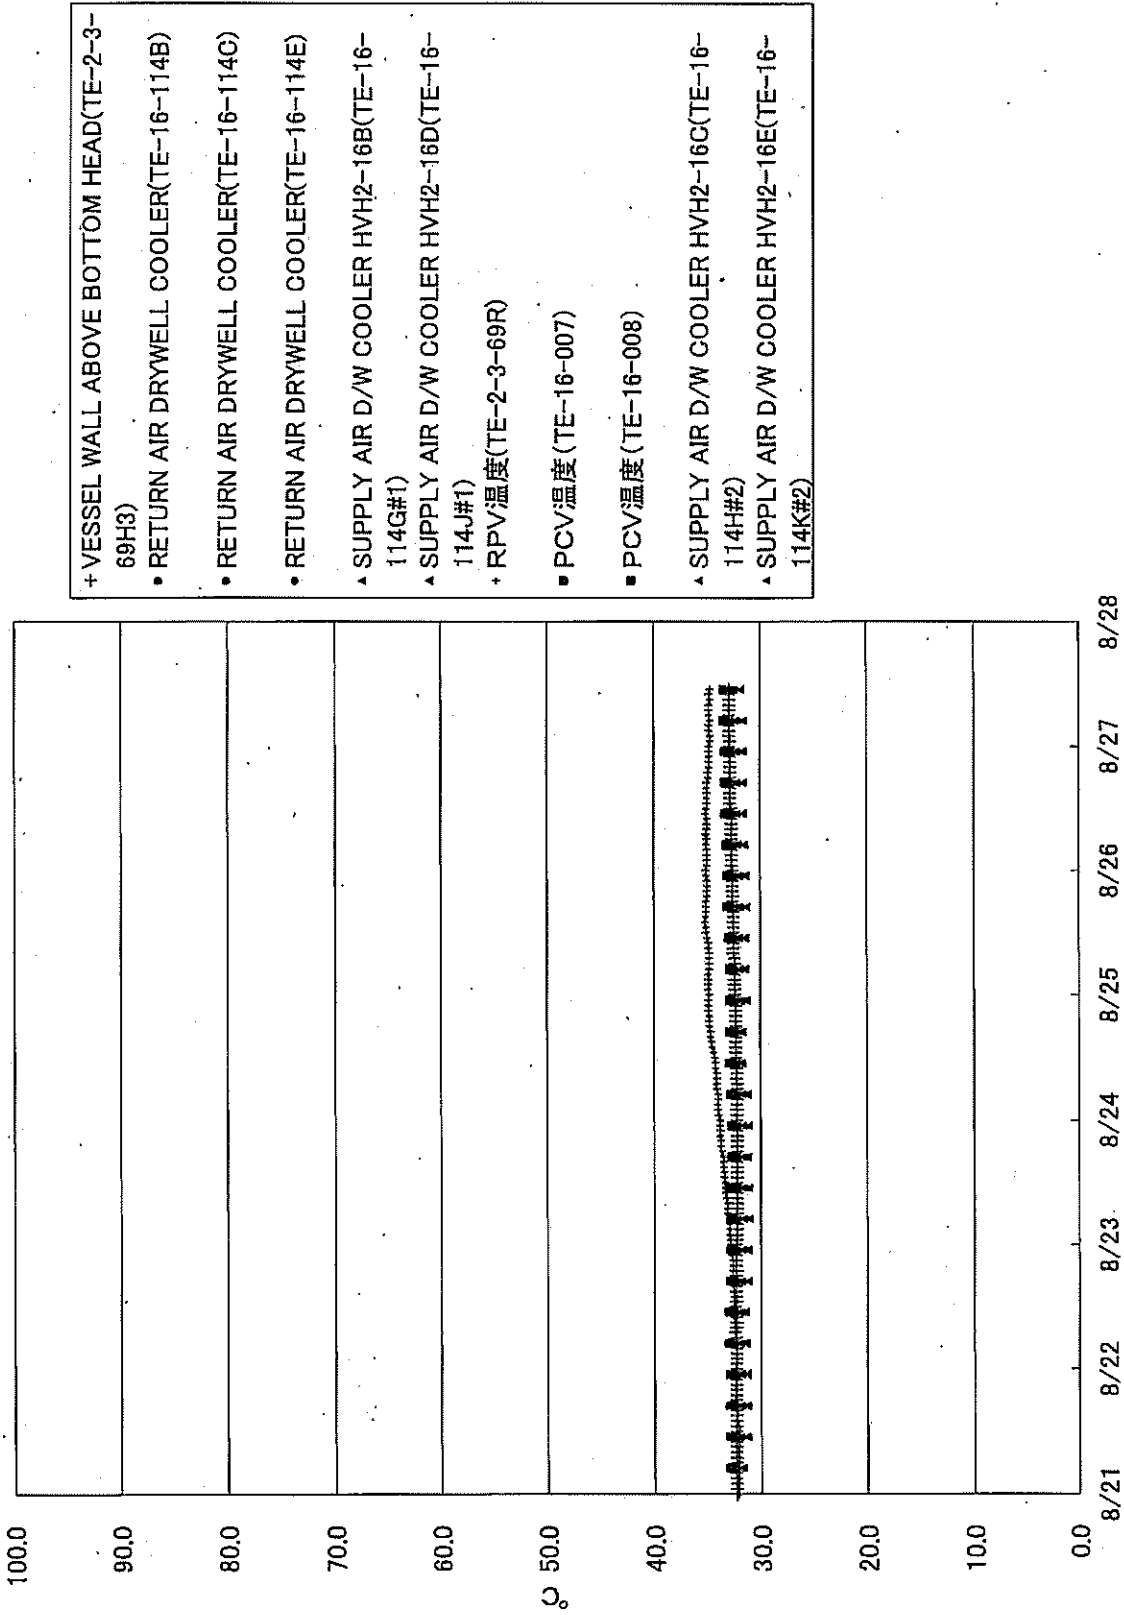 100.0
90.0
80.0
70.0
60.0
50.0
40.0
30.0
20.0
10.0
0.0
℃
8/21
8/22
8/23
8/24
8/25
8/26
8/27
8/28
+ VESSEL WALL ABOVE BOTTOM HEAD(TE-2-3-
69H3)
• RETURN AIR DRYWELL COOLER(TE-16-114B)
• RETURN AIR DRYWELL COOLER(TE-16-114C)
• RETURN AIR DRYWELL COOLER(TE-16-114E)
▲ SUPPLY AIR D/W COOLER HVH2-16B(TE-16-
114G#1)
▲ SUPPLY AIR D/W COOLER HVH2-16D(TE-16-
114J#1)
+ RPV温度(TE-2-3-69R)
■ PCV温度(TE-16-007)
■ PCV温度(TE-16-008)
▲ SUPPLY AIR D/W COOLER HVH2-16C(TE-16-
114H#2)
▲ SUPPLY AIR D/W COOLER HVH2-16E(TE-16-
114K#2)